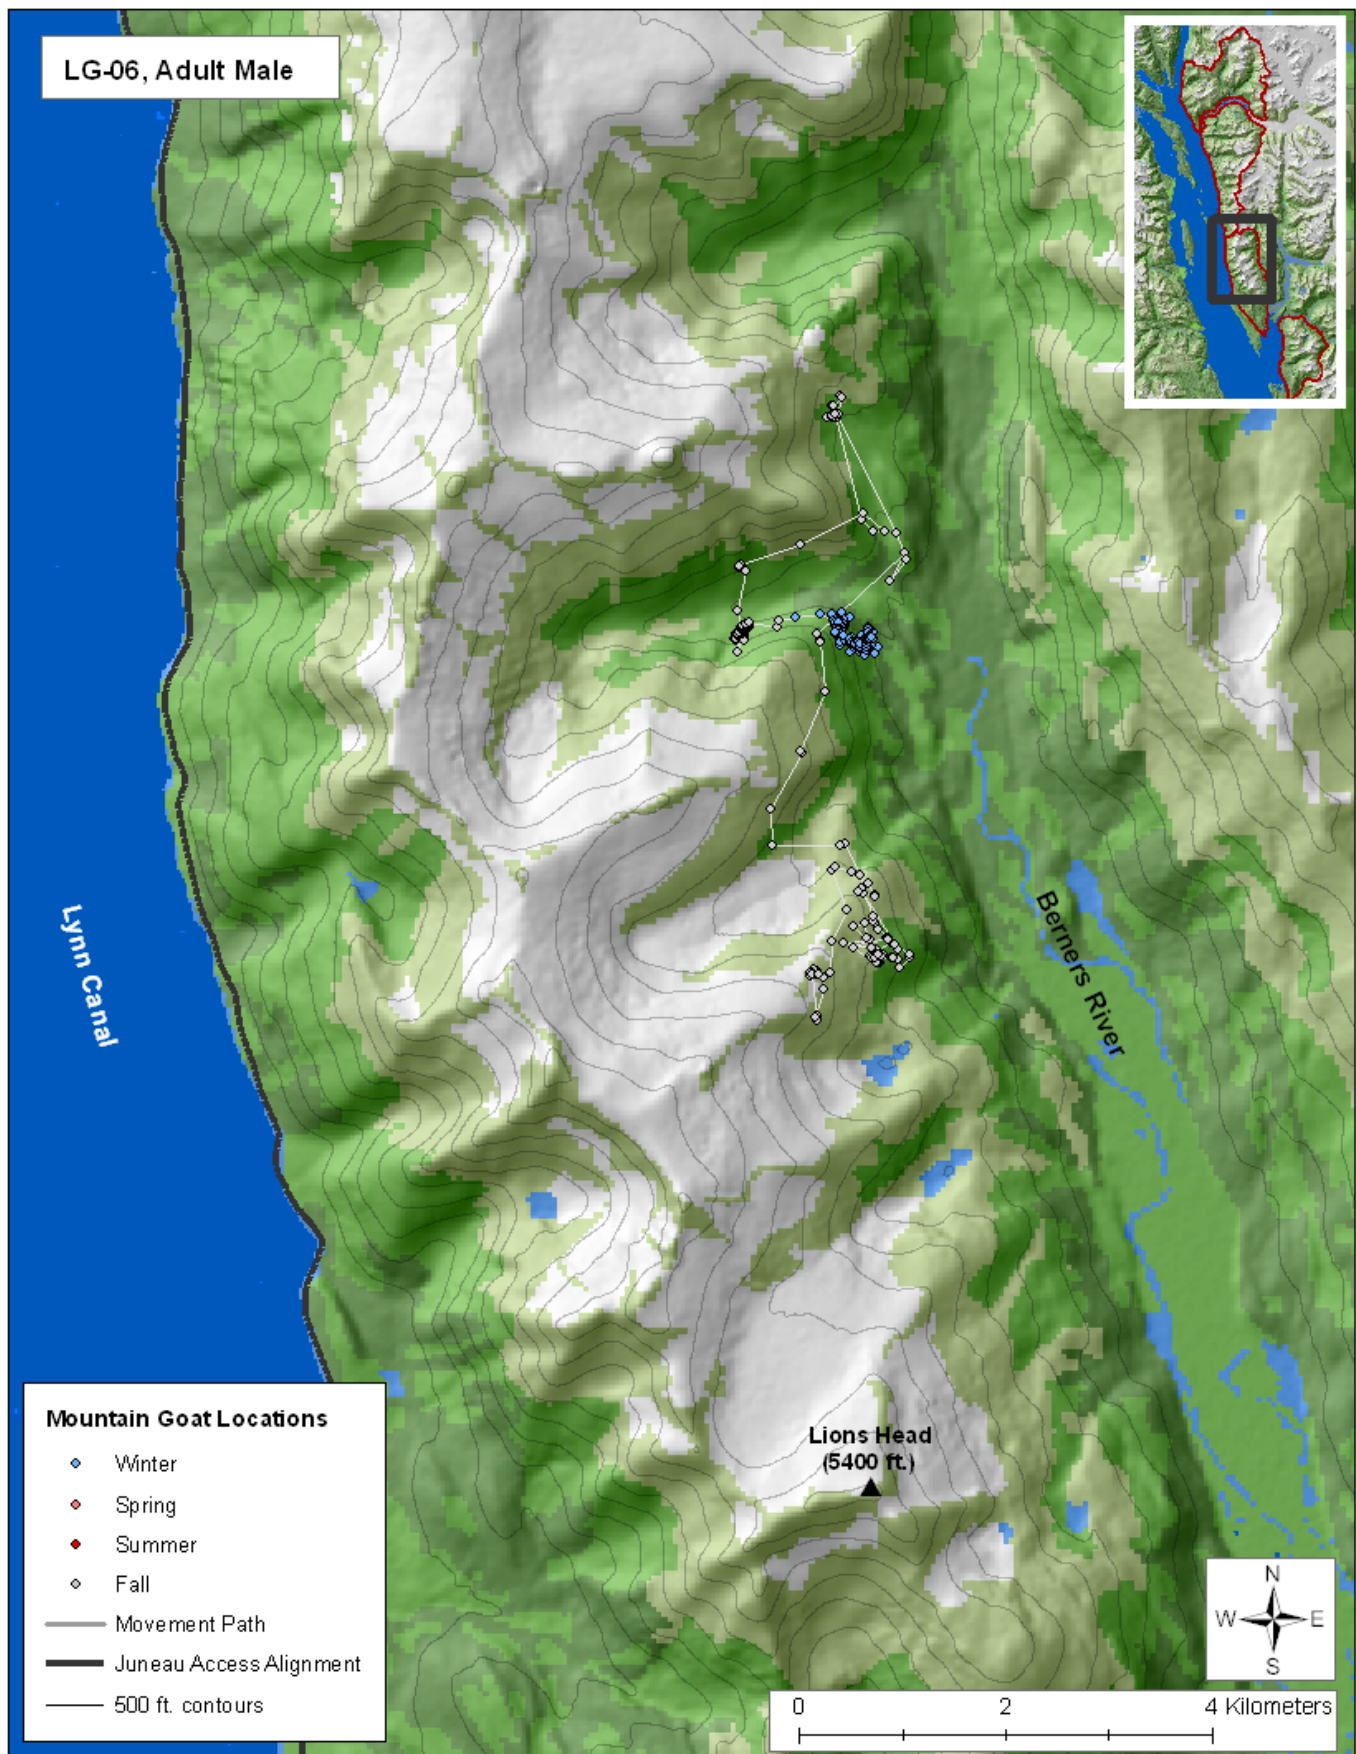 LG-06, Adult Male
Lynn Canal
Berners River
Lions Head
(5400 ft.)
Mountain Goat Locations
Winter
Spring
Summer
Fall
Movement Path
Juneau Access Alignment
500 ft. contours
N
W E
S
0 2 4 Kilometers